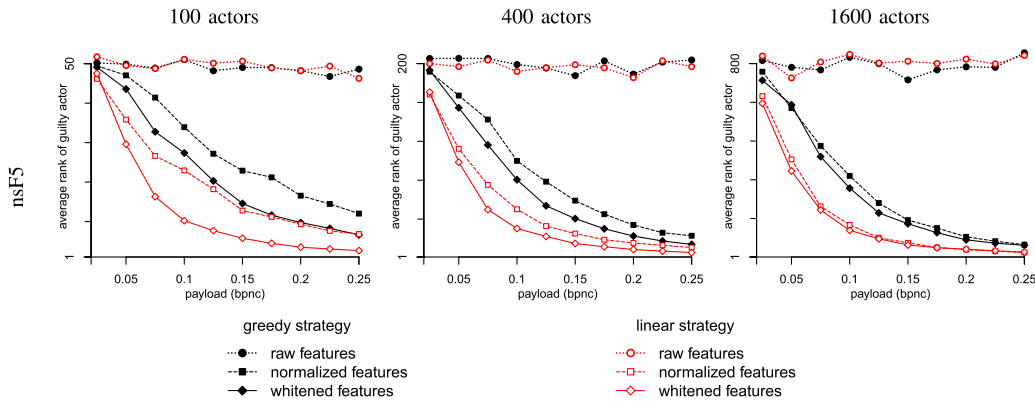 100 actors
400 actors
1600 actors
nsF5
average rank of guilty actor
50
1
0.05 0.1 0.15 0.2 0.25
payload (bpnc)
average rank of guilty actor
200
1
0.05 0.1 0.15 0.2 0.25
payload (bpnc)
average rank of guilty actor
800
1
0.05 0.1 0.15 0.2 0.25
payload (bpnc)
greedy strategy
raw features
normalized features
whitened features
linear strategy
raw features
normalized features
whitened features